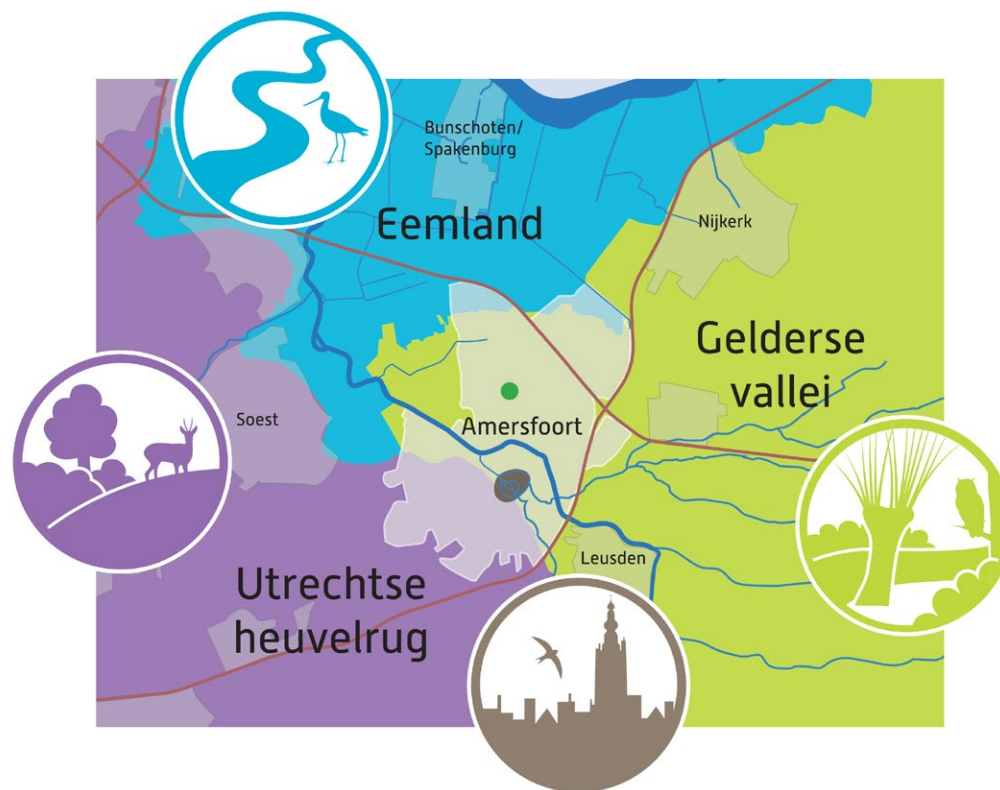 Bunschoten/
Spakenburg
Eemland
Nijkerk
Gelderse
vallei
Soest
Amersfoort
Leusden
Utrechtse
heuvelrug